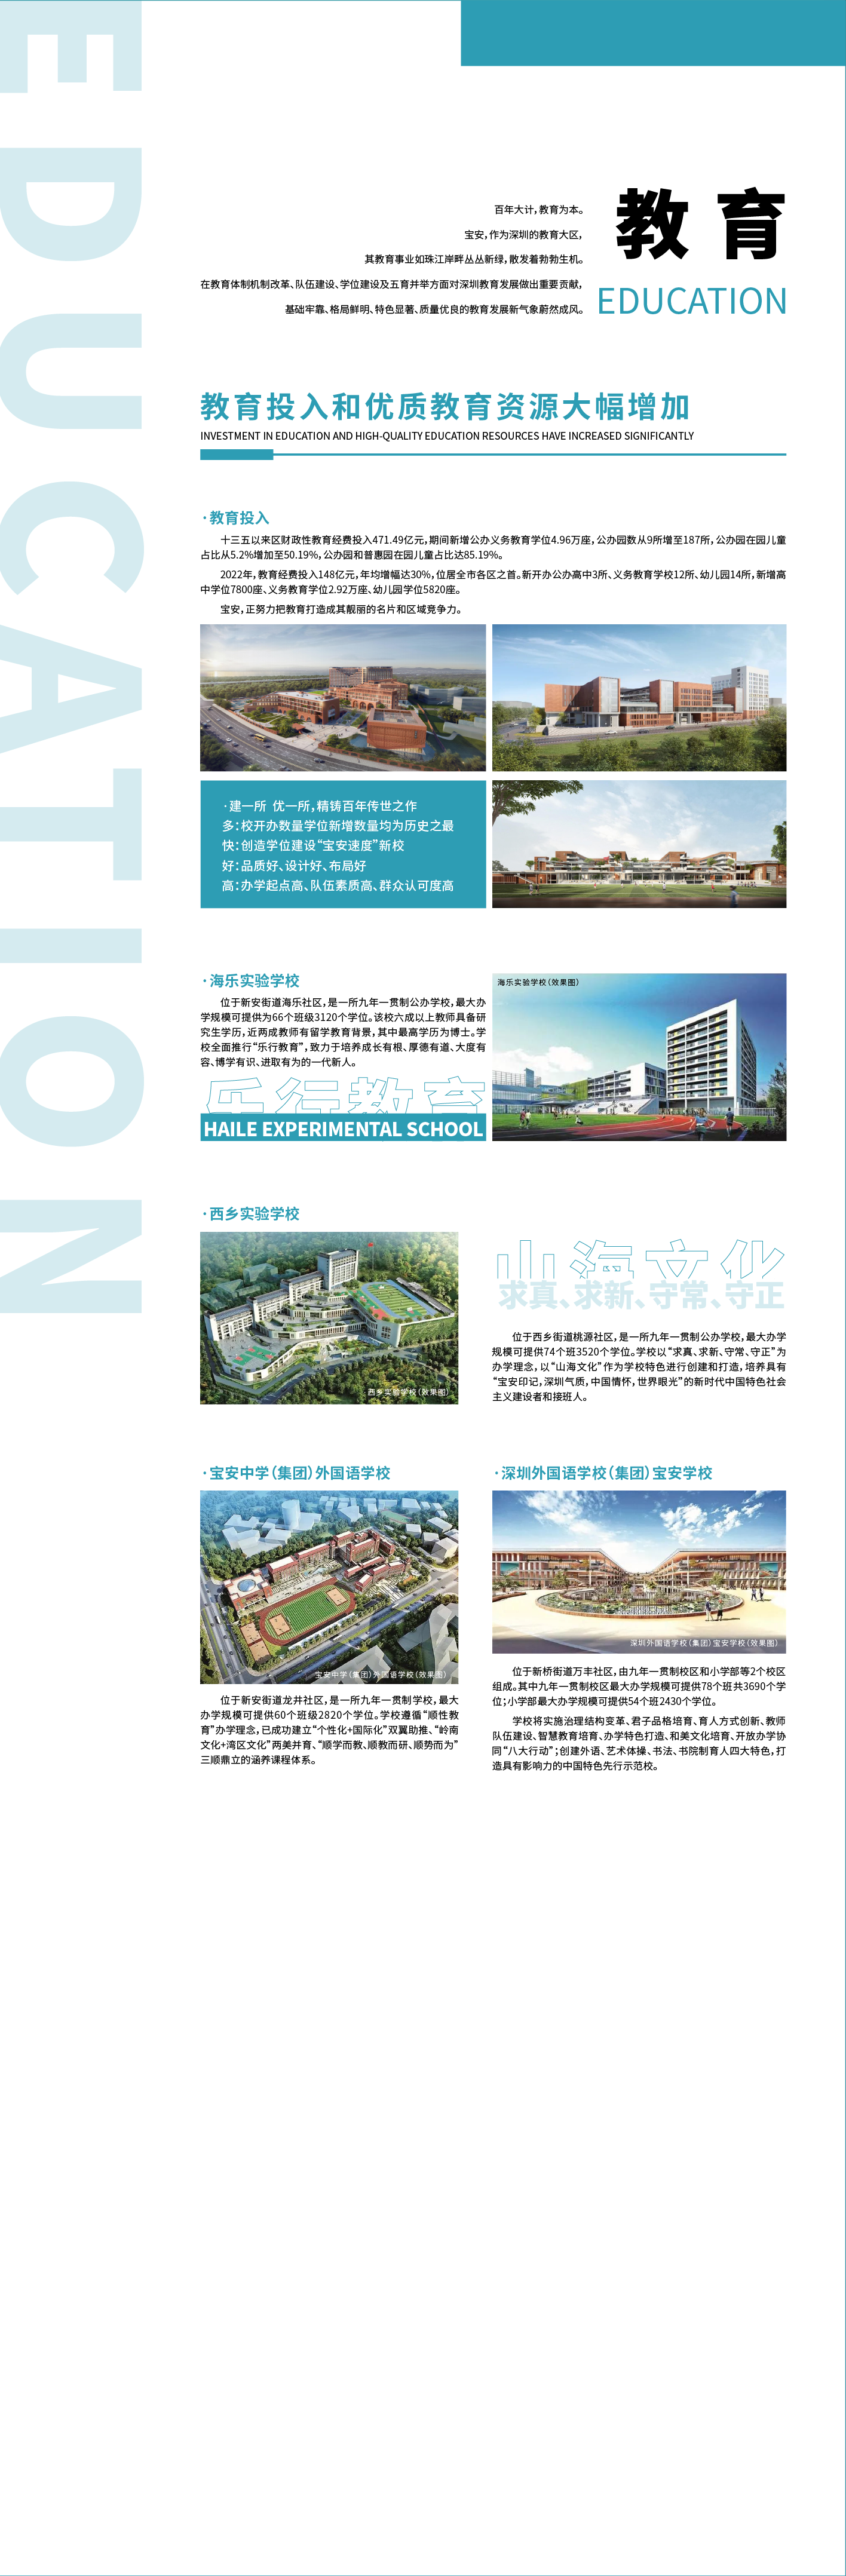 EDUCATION
教育
EDUCATION
百年大计，教育为本。
宝安，作为深圳的教育大区，
其教育事业如珠江岸畔丛丛新绿，散发着勃勃生机。
在教育体制机制改革、队伍建设、学位建设及五育并举方面对深圳教育发展做出重要贡献，
基础牢靠、格局鲜明、特色显著、质量优良的教育发展新气象蔚然成风。
教育投入和优质教育资源大幅增加
INVESTMENT IN EDUCATION AND HIGH-QUALITY EDUCATION RESOURCES HAVE INCREASED SIGNIFICANTLY
·教育投入
十三五以来区财政性教育经费投入471.49亿元，期间新增公办义务教育学位4.96万座，公办园数从9所增至187所，公办园在园儿童
占比从5.2%增加至50.19%，公办园和普惠园在园儿童占比达85.19%。
2022年，教育经费投入148亿元，年均增幅达30%，位居全市各区之首。新开办公办高中3所、义务教育学校12所、幼儿园14所，新增高
中学位7800座、义务教育学位2.92万座、幼儿园学位5820座。
宝安，正努力把教育打造成其靓丽的名片和区域竞争力。
·建一所 优一所，精铸百年传世之作
多：校开办数量学位新增数量均为历史之最
快：创造学位建设“宝安速度”新校
好：品质好、设计好、布局好
高：办学起点高、队伍素质高、群众认可度高
·海乐实验学校
位于新安街道海乐社区，是一所九年一贯制公办学校，最大办
学规模可提供为66个班级3120个学位。该校六成以上教师具备研
究生学历，近两成教师有留学教育背景，其中最高学历为博士。学
校全面推行“乐行教育”，致力于培养成长有根、厚德有道、大度有
容、博学有识、进取有为的一代新人。
乐行教育
HAILE EXPERIMENTAL SCHOOL
海乐实验学校（效果图）
·西乡实验学校
西乡实验学校（效果图）
山海文化
求真、求新、守常、守正
位于西乡街道桃源社区，是一所九年一贯制公办学校，最大办学
规模可提供74个班3520个学位。学校以“求真、求新、守常、守正”为
办学理念，以“山海文化”作为学校特色进行创建和打造，培养具有
“宝安印记，深圳气质，中国情怀，世界眼光”的新时代中国特色社会
主义建设者和接班人。
·宝安中学（集团）外国语学校
宝安中学（集团）外国语学校（效果图）
位于新安街道龙井社区，是一所九年一贯制学校，最大
办学规模可提供60个班级2820个学位。学校遵循“顺性教
育”办学理念，已成功建立“个性化+国际化”双翼助推、“岭南
文化+湾区文化”两美并育、“顺学而教、顺教而研、顺势而为”
三顺鼎立的涵养课程体系。
·深圳外国语学校（集团）宝安学校
深圳外国语学校（集团）宝安学校（效果图）
位于新桥街道万丰社区，由九年一贯制校区和小学部等2个校区
组成。其中九年一贯制校区最大办学规模可提供78个班共3690个学
位；小学部最大办学规模可提供54个班2430个学位。
学校将实施治理结构变革、君子品格培育、育人方式创新、教师
队伍建设、智慧教育培育、办学特色打造、和美文化培育、开放办学协
同“八大行动”；创建外语、艺术体操、书法、书院制育人四大特色，打
造具有影响力的中国特色先行示范校。